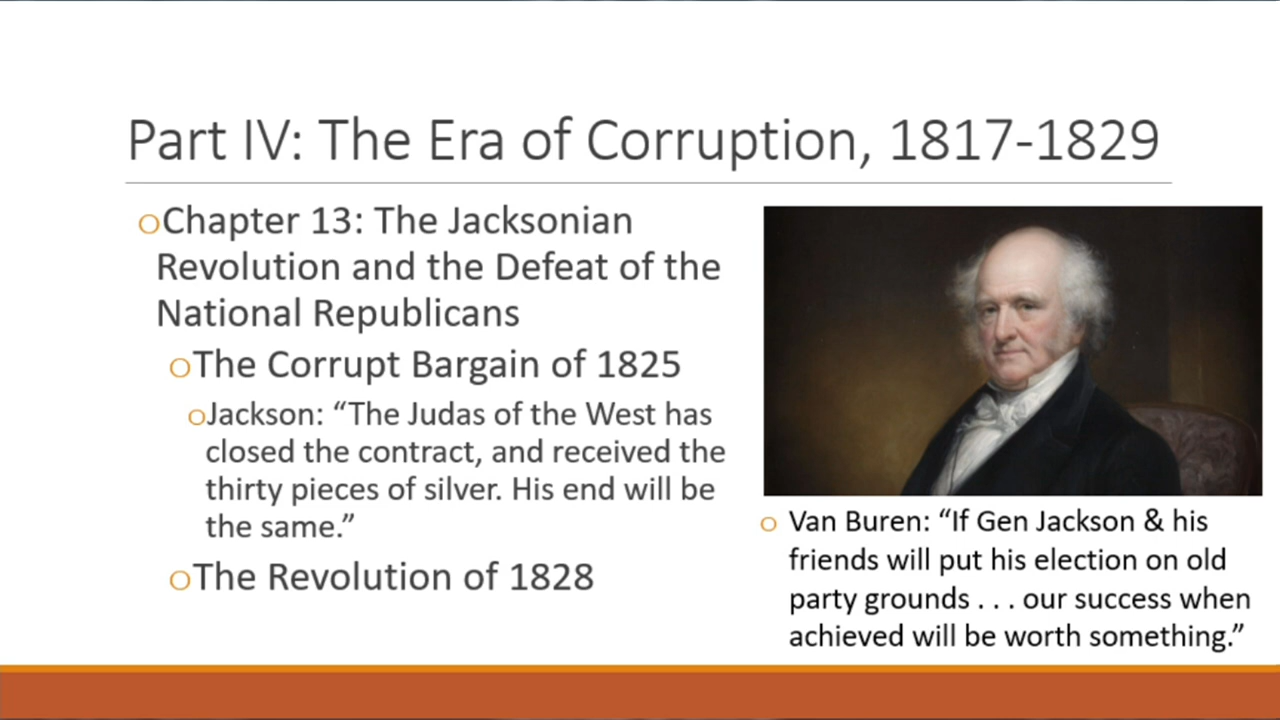 Part IV: The Era of Corruption, 1817-1829
Chapter 13: The Jacksonian
Revolution and the Defeat of the
National Republicans
The Corrupt Bargain of 1825
Jackson: “The Judas of the West has
closed the contract, and received the
thirty pieces of silver. His end will be
the same.”
The Revolution of 1828
Van Buren: “If Gen Jackson & his
friends will put his election on old
party grounds . . . our success when
achieved will be worth something.”